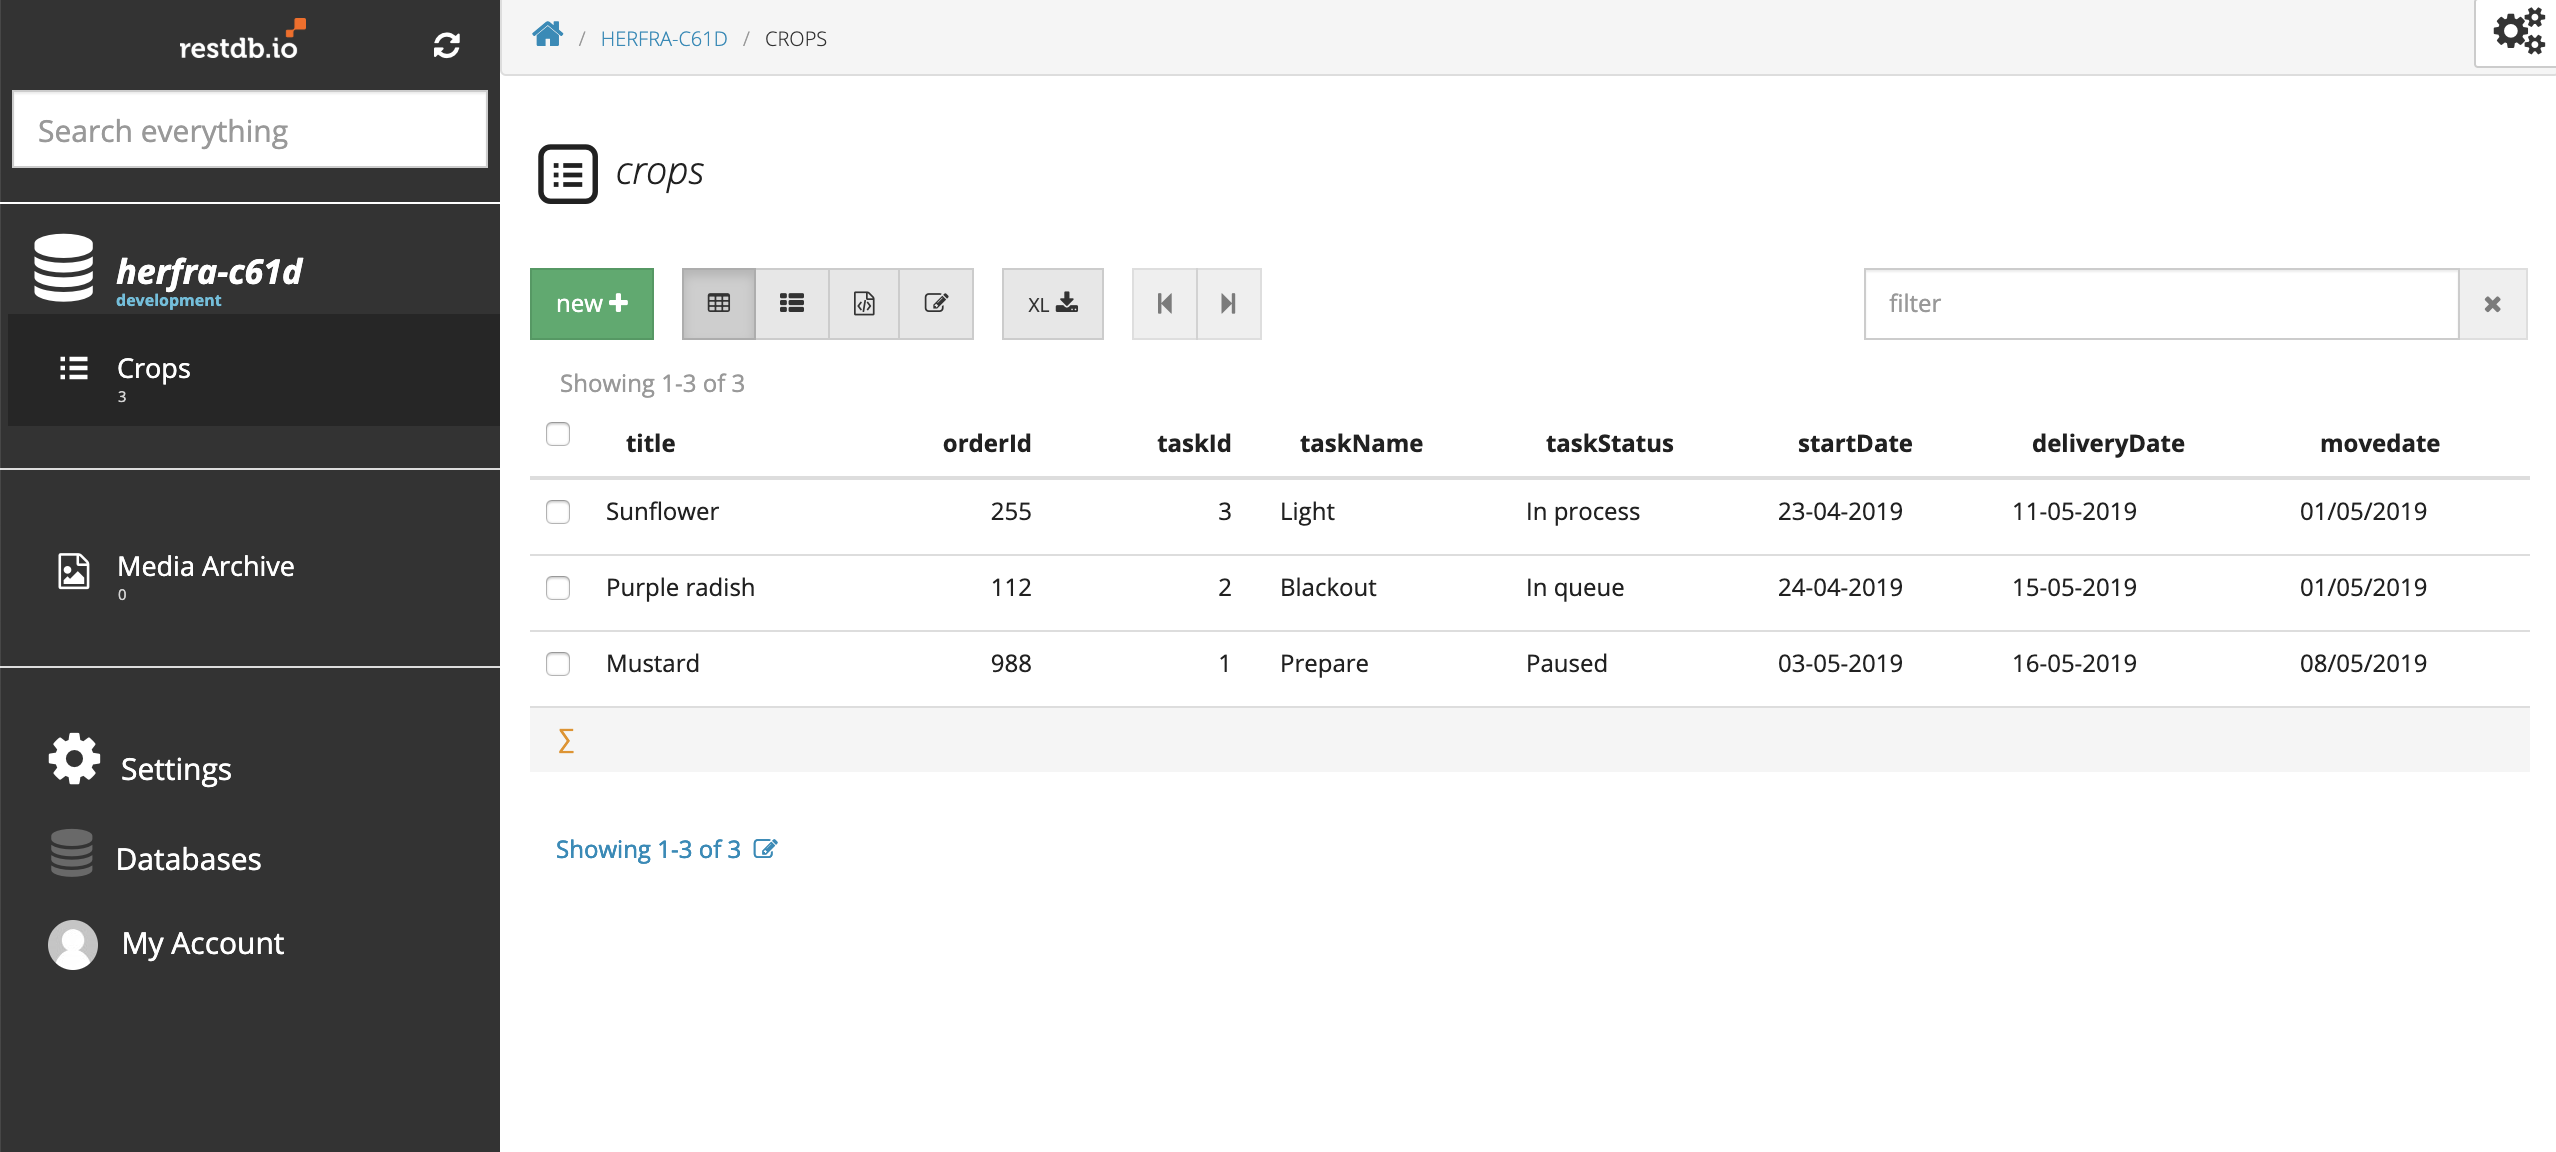 restdb.io
Search everything
herfra-c61d
development
Crops
3
Media Archive
0
Settings
Databases
My Account
/ HERFRA-C61D / CROPS
crops
new
XL
filter
Showing 1-3 of 3
title orderId taskId taskName taskStatus startDate deliveryDate movedate
Sunflower 255 3 Light In process 23-04-2019 11-05-2019 01/05/2019
Purple radish 112 2 Blackout In queue 24-04-2019 15-05-2019 01/05/2019
Mustard 988 1 Prepare Paused 03-05-2019 16-05-2019 08/05/2019
Σ
Showing 1-3 of 3